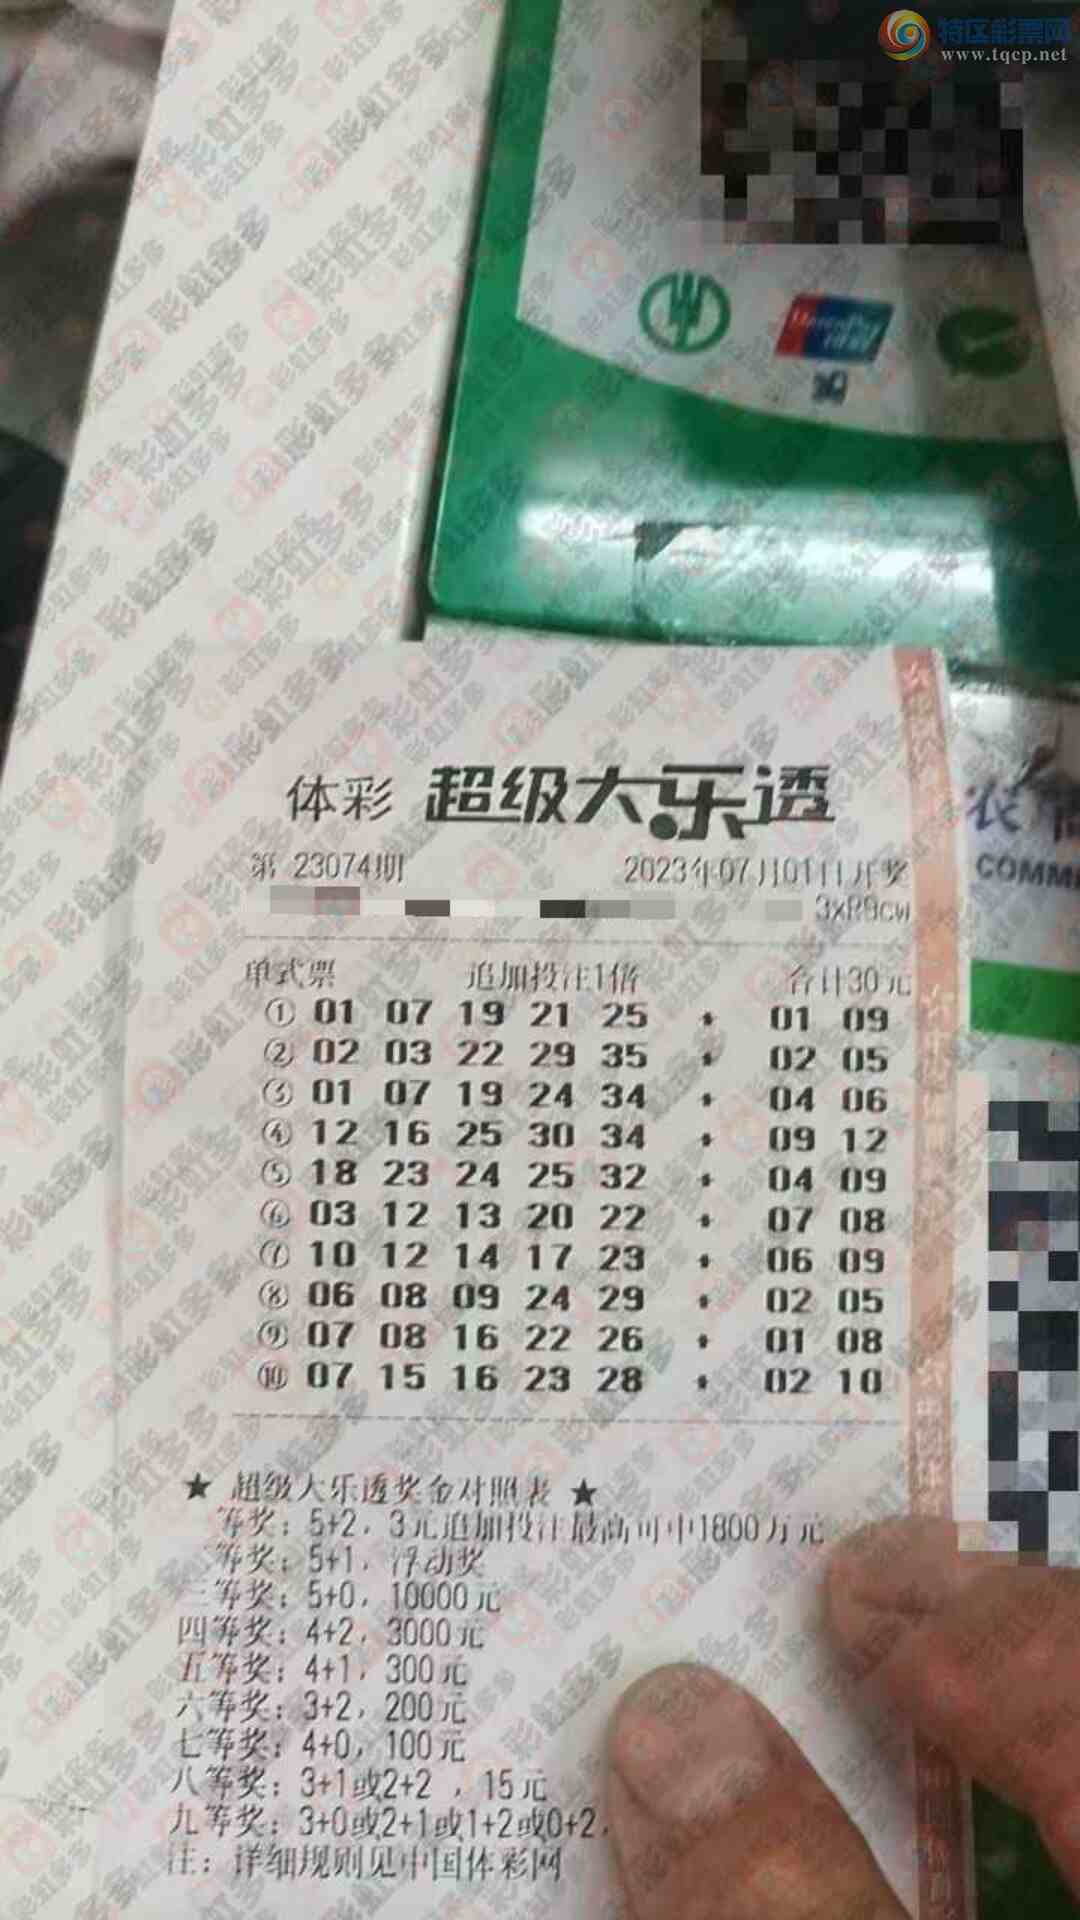 特区彩票网
www.tqcp.net
UnionPay
银联
农商
COMME
体彩 超级大乐透
第 23074期 2023年07月01日开奖
3xR9cw
单式票 追加投注1倍 合计30元
① 01 07 19 21 25 + 01 09
② 02 03 22 29 35 + 02 05
③ 01 07 19 24 34 + 04 06
④ 12 16 25 30 34 + 09 12
⑤ 18 23 24 25 32 + 04 09
⑥ 03 12 13 20 22 + 07 08
⑦ 10 12 14 17 23 + 06 09
⑧ 06 08 09 24 29 + 02 05
⑨ 07 08 16 22 26 + 01 08
⑩ 07 15 16 23 28 + 02 10
★ 超级大乐透奖金对照表 ★
一等奖: 5+2, 3元追加投注最高可中1800万元
二等奖: 5+1, 浮动奖
三等奖: 5+0, 10000元
四等奖: 4+2, 3000元
五等奖: 4+1, 300元
六等奖: 3+2, 200元
七等奖: 4+0, 100元
八等奖: 3+1或2+2 , 15元
九等奖: 3+0或2+1或1+2或0+2,
注: 详细规则见中国体彩网
彩虹多多